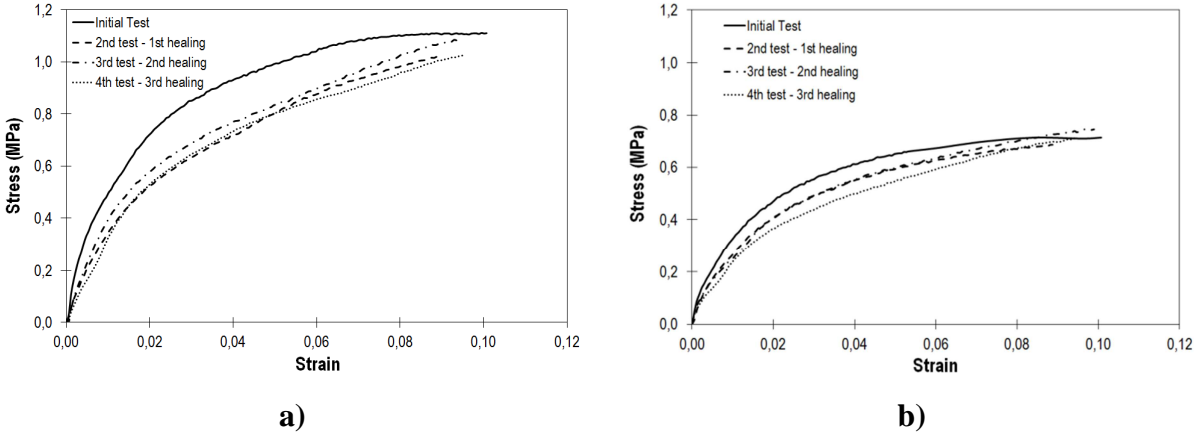 1,2
1,0
0,8
0,6
0,4
0,2
0,0
Stress (MPa)
Initial Test
2nd test - 1st healing
3rd test - 2nd healing
4th test - 3rd healing
0,00 0,02 0,04 0,06 0,08 0,10 0,12
Strain
a)
1,2
1,0
0,8
0,6
0,4
0,2
0,0
Stress (MPa)
Initial Test
2nd test - 1st healing
3rd test - 2nd healing
4th test - 3rd healing
0,00 0,02 0,04 0,06 0,08 0,10 0,12
Strain
b)